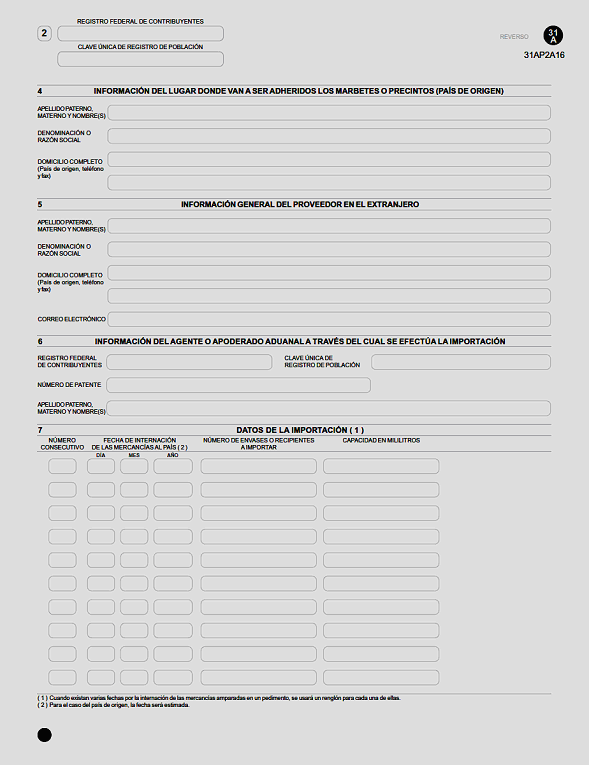 REGISTRO FEDERAL DE CONTRIBUYENTES
2
CLAVE ÚNICA DE REGISTRO DE POBLACIÓN
REVERSO
31
A
31AP2A16
4 INFORMACIÓN DEL LUGAR DONDE VAN A SER ADHERIDOS LOS MARBETES O PRECINTOS (PAÍS DE ORIGEN)
APELLIDO PATERNO,
MATERNO Y NOMBRE(S)
DENOMINACIÓN O
RAZÓN SOCIAL
DOMICILIO COMPLETO
(País de origen, teléfono
y fax)
5 INFORMACIÓN GENERAL DEL PROVEEDOR EN EL EXTRANJERO
APELLIDO PATERNO,
MATERNO Y NOMBRE(S)
DENOMINACIÓN O
RAZÓN SOCIAL
DOMICILIO COMPLETO
(País de origen, teléfono
y fax)
CORREO ELECTRÓNICO
6 INFORMACIÓN DEL AGENTE O APODERADO ADUANAL A TRAVÉS DEL CUAL SE EFECTÚA LA IMPORTACIÓN
REGISTRO FEDERAL
DE CONTRIBUYENTES
CLAVE ÚNICA DE
REGISTRO DE POBLACIÓN
NÚMERO DE PATENTE
APELLIDO PATERNO,
MATERNO Y NOMBRE(S)
7 DATOS DE LA IMPORTACIÓN ( 1 )
NÚMERO
CONSECUTIVO
FECHA DE INTERNACIÓN
DE LAS MERCANCÍAS AL PAÍS ( 2 )
DÍA MES AÑO
NÚMERO DE ENVASES O RECIPIENTES
A IMPORTAR
CAPACIDAD EN MILILITROS
( 1 ) Cuando existan varias fechas por la internación de las mercancías amparadas en un pedimento, se usará un renglón para cada una de ellas.
( 2 ) Para el caso del país de origen, la fecha será estimada.